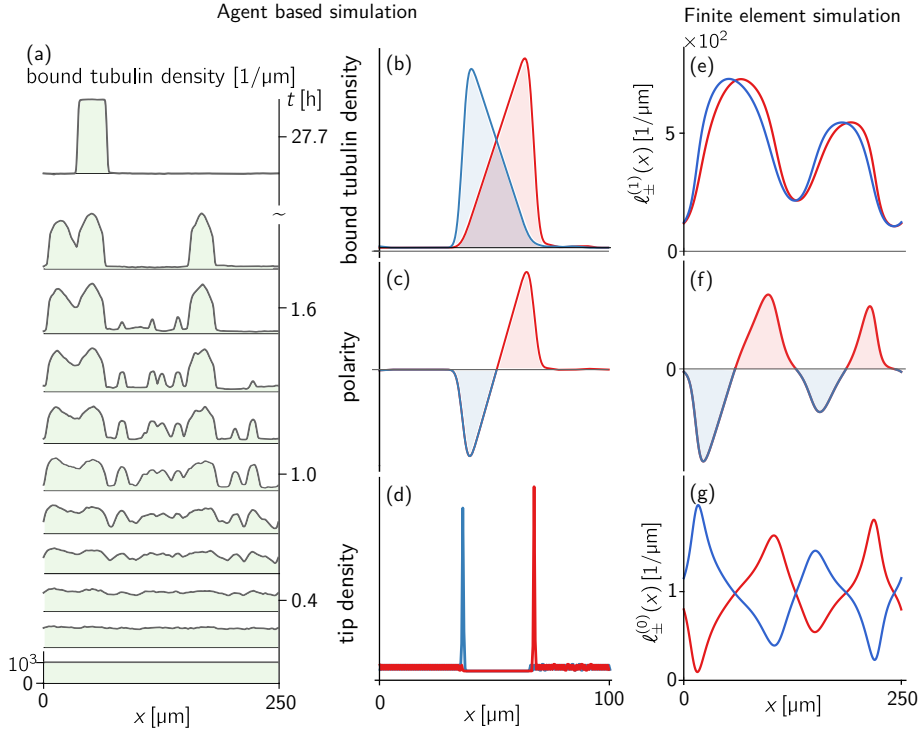 Agent based simulation
Finite element simulation
(a)
bound tubulin density [1/µm]
t [h]
27.7
~
1.6
1.0
0.4
10³
0
0
250
x [µm]
(b)
bound tubulin density
(c)
polarity
(d)
tip density
0
100
x [µm]
×10²
(e)
5
0
ℓ±⁽¹⁾(x) [1/µm]
(f)
0
(g)
1
0
ℓ±⁽⁰⁾(x) [1/µm]
0
250
x [µm]